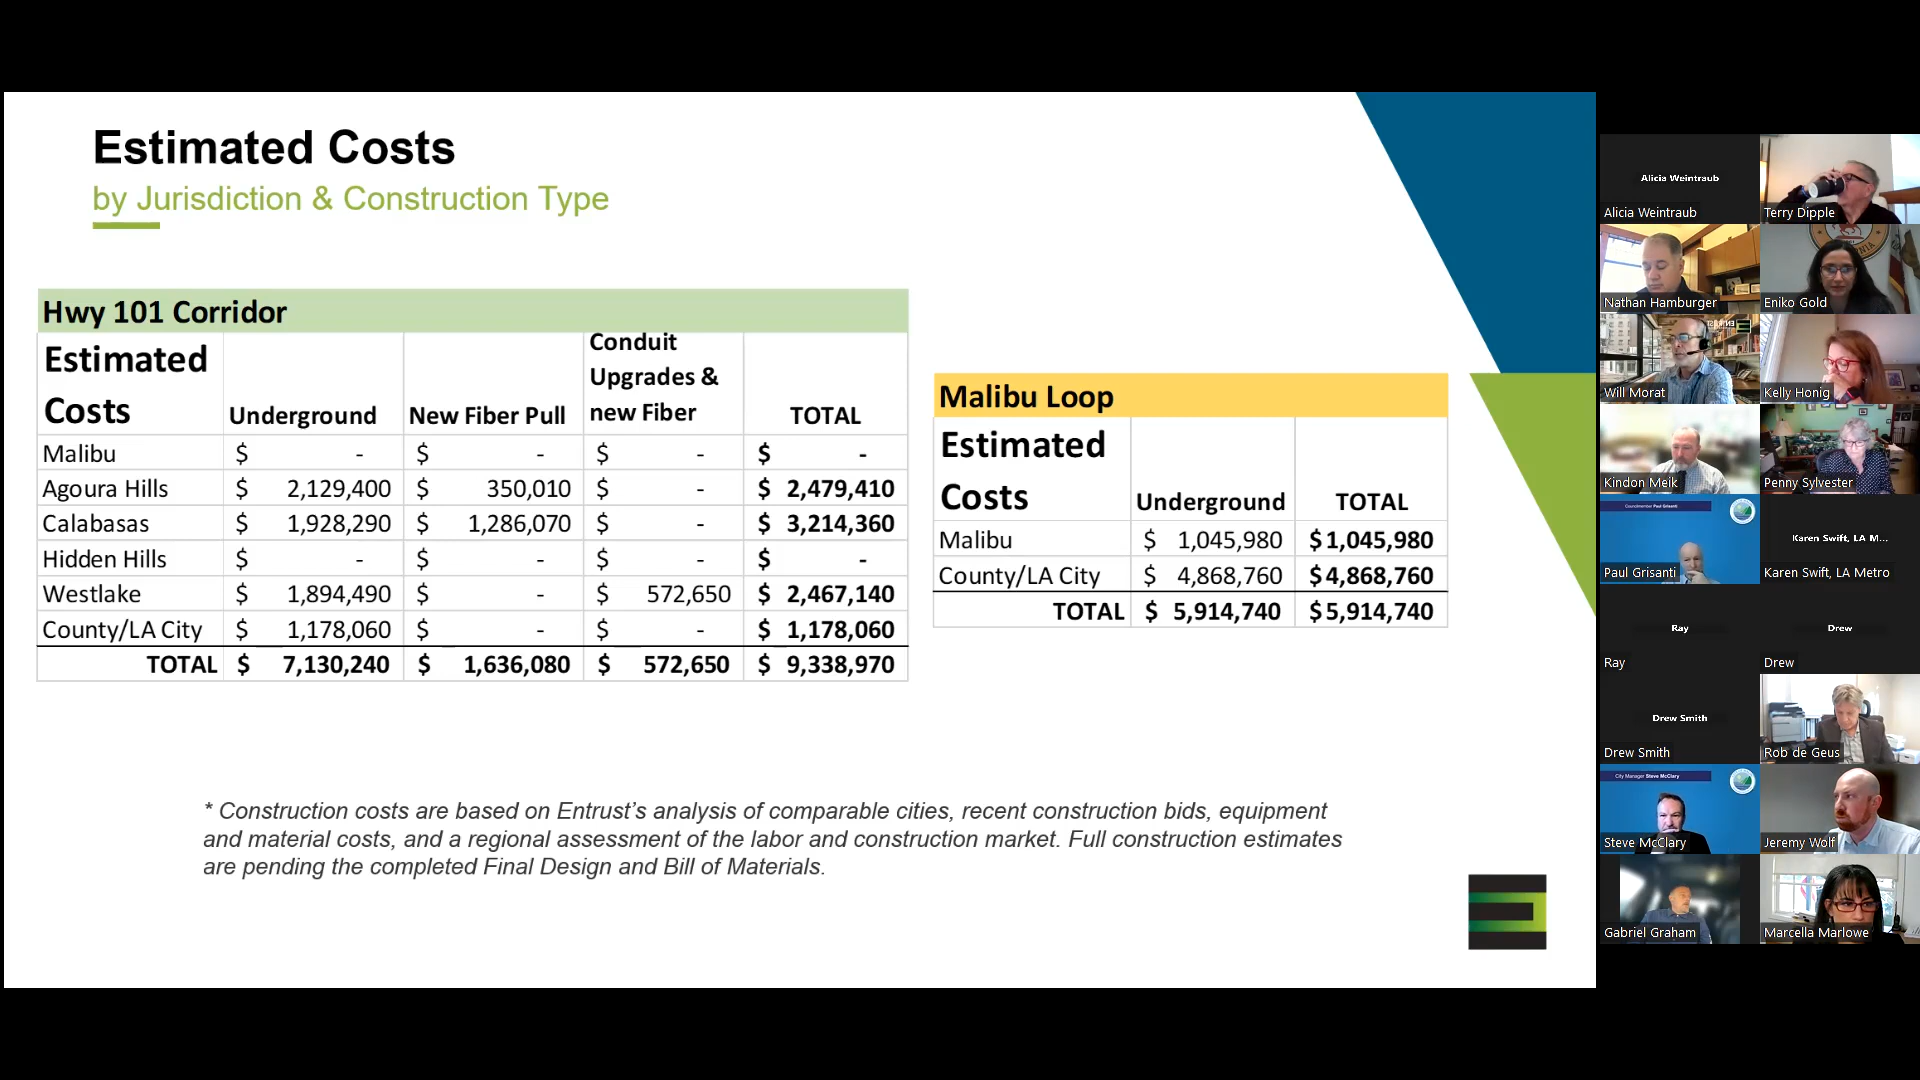 Estimated Costs
by Jurisdiction & Construction Type
Hwy 101 Corridor
Estimated Costs Underground New Fiber Pull Conduit Upgrades & new Fiber TOTAL
Malibu $ - $ - $ - $ -
Agoura Hills $ 2,129,400 $ 350,010 $ - $ 2,479,410
Calabasas $ 1,928,290 $ 1,286,070 $ - $ 3,214,360
Hidden Hills $ - $ - $ - $ -
Westlake $ 1,894,490 $ - $ 572,650 $ 2,467,140
County/LA City $ 1,178,060 $ - $ - $ 1,178,060
TOTAL $ 7,130,240 $ 1,636,080 $ 572,650 $ 9,338,970
Malibu Loop
Estimated Costs Underground TOTAL
Malibu $ 1,045,980 $ 1,045,980
County/LA City $ 4,868,760 $ 4,868,760
TOTAL $ 5,914,740 $ 5,914,740
* Construction costs are based on Entrust's analysis of comparable cities, recent construction bids, equipment
and material costs, and a regional assessment of the labor and construction market. Full construction estimates
are pending the completed Final Design and Bill of Materials.
Alicia Weintraub
Alicia Weintraub
Terry Dipple
Nathan Hamburger
Eniko Gold
Will Morat
Kelly Honig
Kindon Meik
Penny Sylvester
Councilmember Paul Grisanti
Paul Grisanti
Karen Swift, LA M...
Karen Swift, LA Metro
Ray
Ray
Drew
Drew
Drew Smith
Drew Smith
Rob de Geus
City Manager Steve McClary
Steve McClary
Jeremy Wolf
Gabriel Graham
Marcella Marlowe